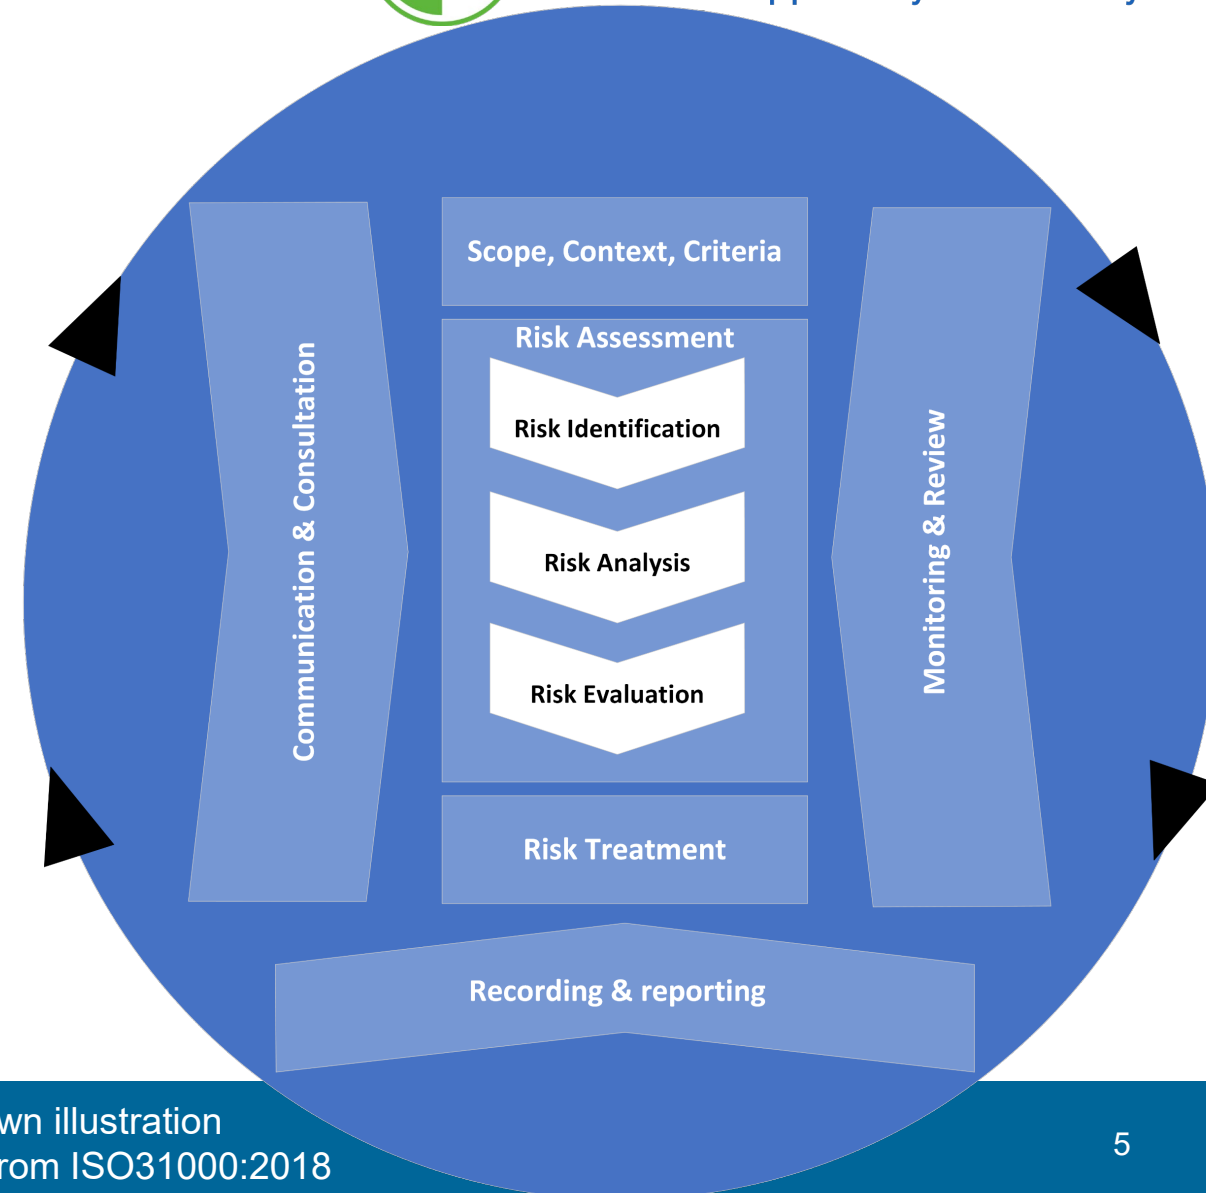 Scope, Context, Criteria
Risk Assessment
Risk Identification
Risk Analysis
Risk Evaluation
Risk Treatment
Communication & Consultation
Monitoring & Review
Recording & reporting
wn illustration
rom ISO31000:2018
5